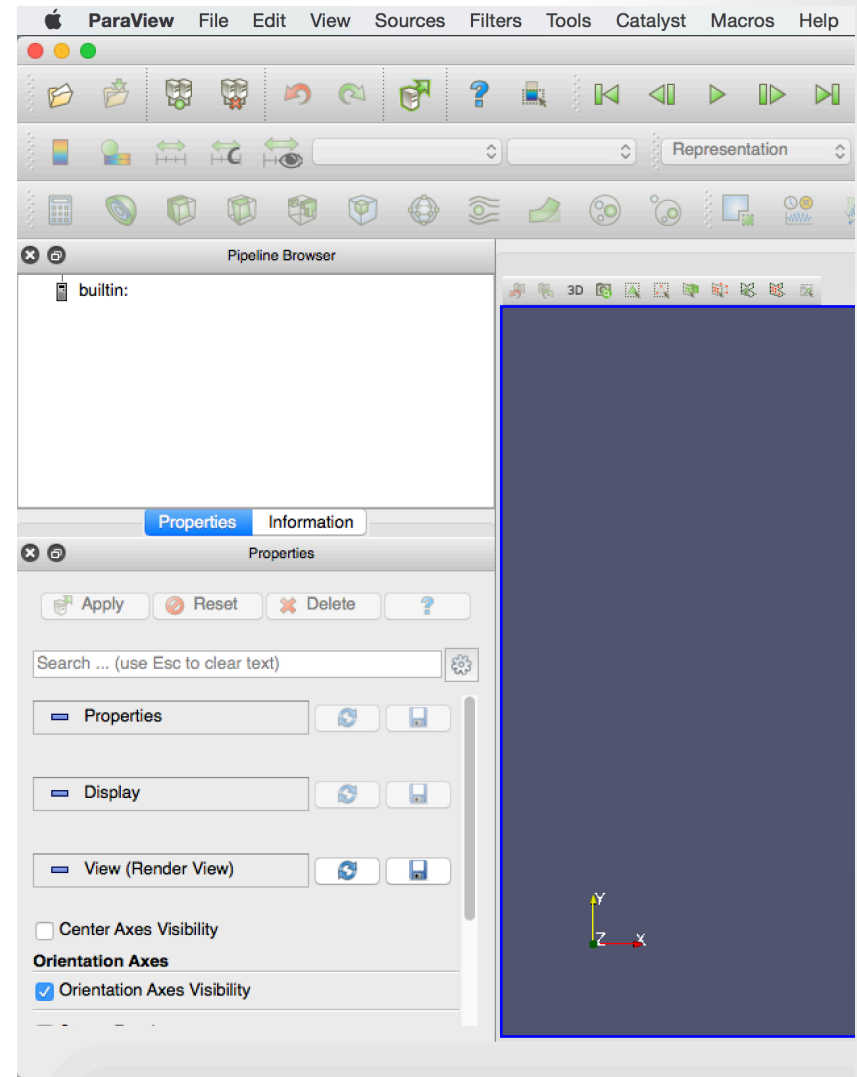 ParaView File Edit View Sources Filters Tools Catalyst Macros Help
Representation
Pipeline Browser
builtin:
3D
Properties Information
Properties
Apply Reset Delete
Search ... (use Esc to clear text)
Properties
Display
View (Render View)
Center Axes Visibility
Orientation Axes
Orientation Axes Visibility
Y
Z X